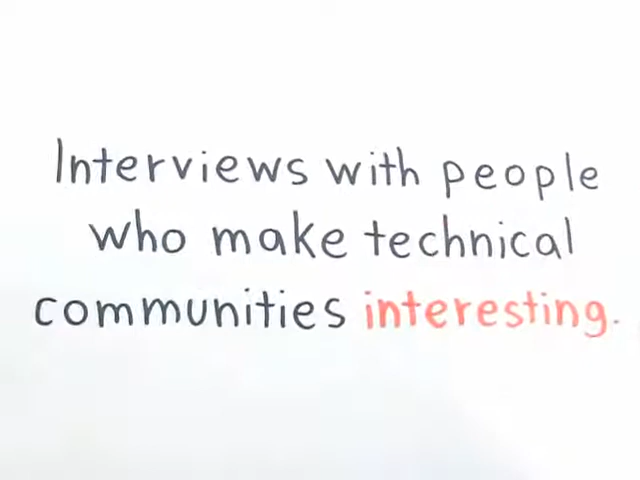 Interviews with people
who make technical
communities interesting.